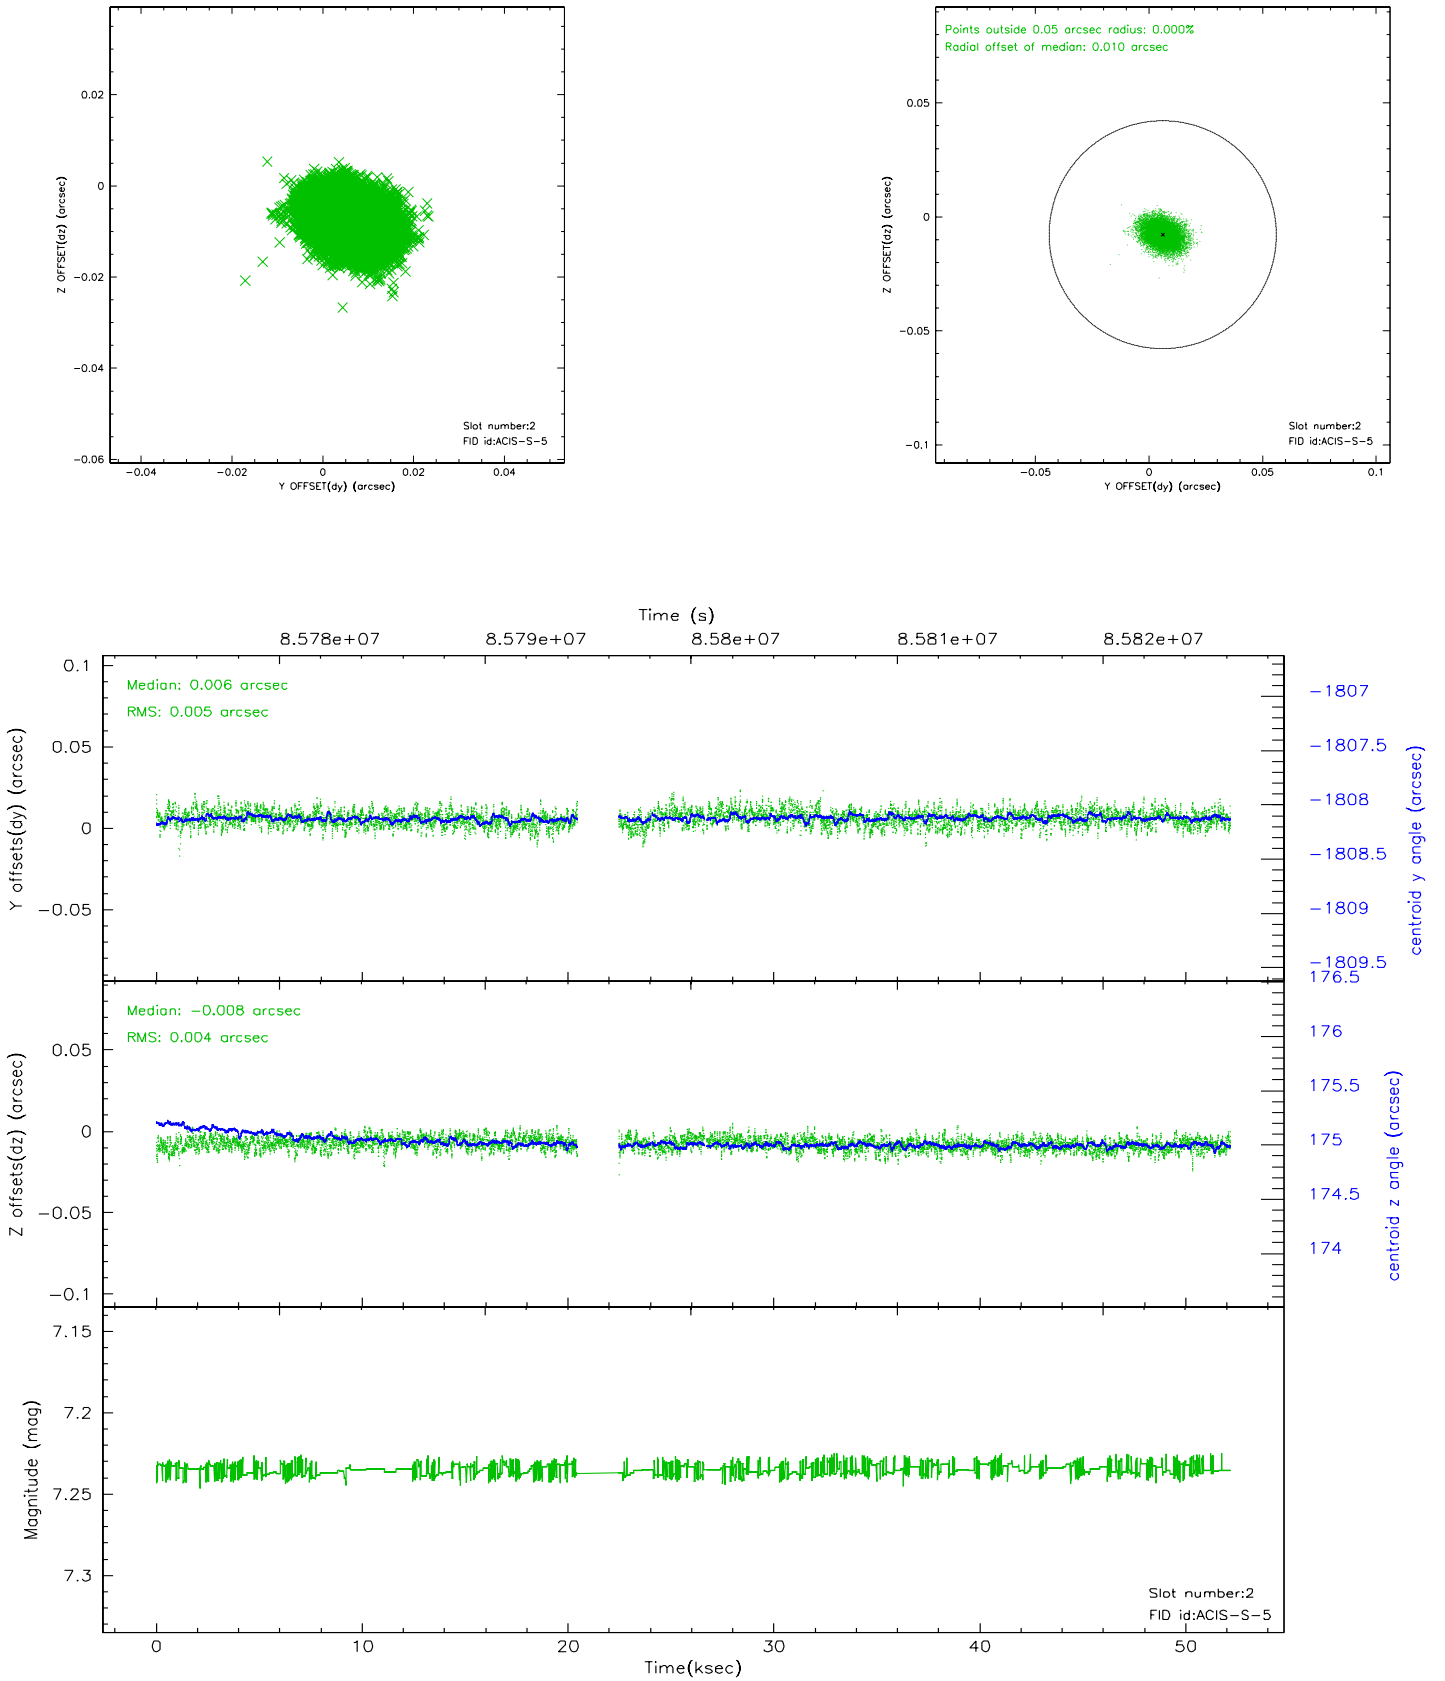 0.02
0
−0.02
−0.04
−0.06
−0.04
−0.02
0
0.02
0.04
Z OFFSET(dz) (arcsec)
Y OFFSET(dy) (arcsec)
Slot number:2
FID id:ACIS−S−5
Points outside 0.05 arcsec radius: 0.000%
Radial offset of median: 0.010 arcsec
0.05
0
−0.05
−0.1
−0.05
0
0.05
0.1
Z OFFSET(dz) (arcsec)
Y OFFSET(dy) (arcsec)
Slot number:2
FID id:ACIS−S−5
Time (s)
8.578e+07
8.579e+07
8.58e+07
8.581e+07
8.582e+07
0.1
0.05
0
−0.05
Y offsets(dy) (arcsec)
Median: 0.006 arcsec
RMS: 0.005 arcsec
−1807
−1807.5
−1808
−1808.5
−1809
−1809.5
centroid y angle (arcsec)
0.05
0
−0.05
−0.1
Z offsets(dz) (arcsec)
Median: −0.008 arcsec
RMS: 0.004 arcsec
176.5
176
175.5
175
174.5
174
centroid z angle (arcsec)
7.15
7.2
7.25
7.3
Magnitude (mag)
Slot number:2
FID id:ACIS−S−5
0
10
20
30
40
50
Time(ksec)